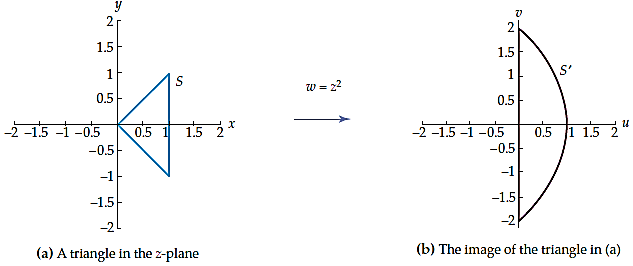 y
2
1.5
1
0.5
S
x
–2 –1.5 –1 –0.5 0.5 1 1.5 2
–0.5
–1
–1.5
–2
(a) A triangle in the z-plane
w = z²
v
2
1.5
1
0.5
S′
u
–2 –1.5 –1 –0.5 0.5 1 1.5 2
–0.5
–1
–1.5
–2
(b) The image of the triangle in (a)